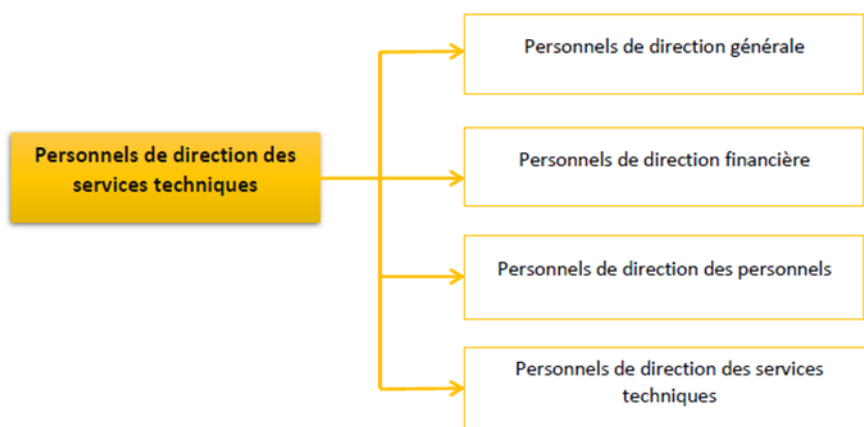 Personnels de direction générale
Personnels de direction des
services techniques
Personnels de direction financière
Personnels de direction des personnels
Personnels de direction des services
techniques